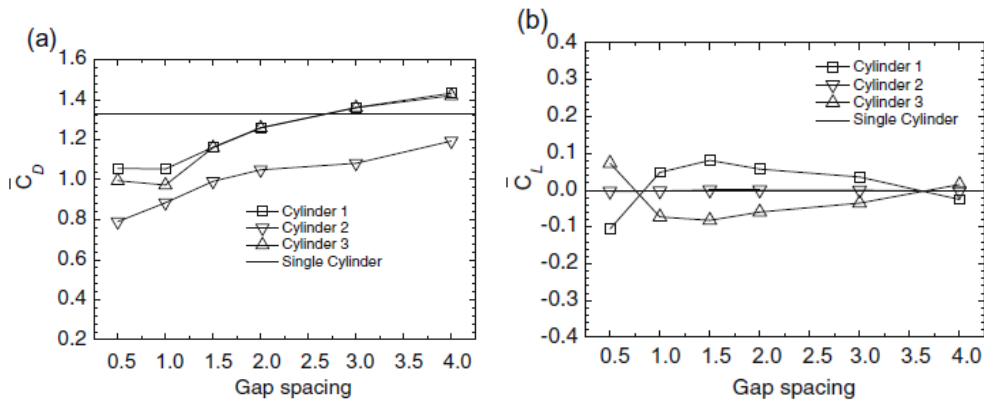 (a)
1.6
1.4
1.2
1.0
0.8
0.6
0.4
0.2
C̄_D
Cylinder 1
Cylinder 2
Cylinder 3
Single Cylinder
0.5 1.0 1.5 2.0 2.5 3.0 3.5 4.0
Gap spacing
(b)
0.4
0.3
0.2
0.1
0.0
-0.1
-0.2
-0.3
-0.4
C̄_L
Cylinder 1
Cylinder 2
Cylinder 3
Single Cylinder
0.5 1.0 1.5 2.0 2.5 3.0 3.5 4.0
Gap spacing